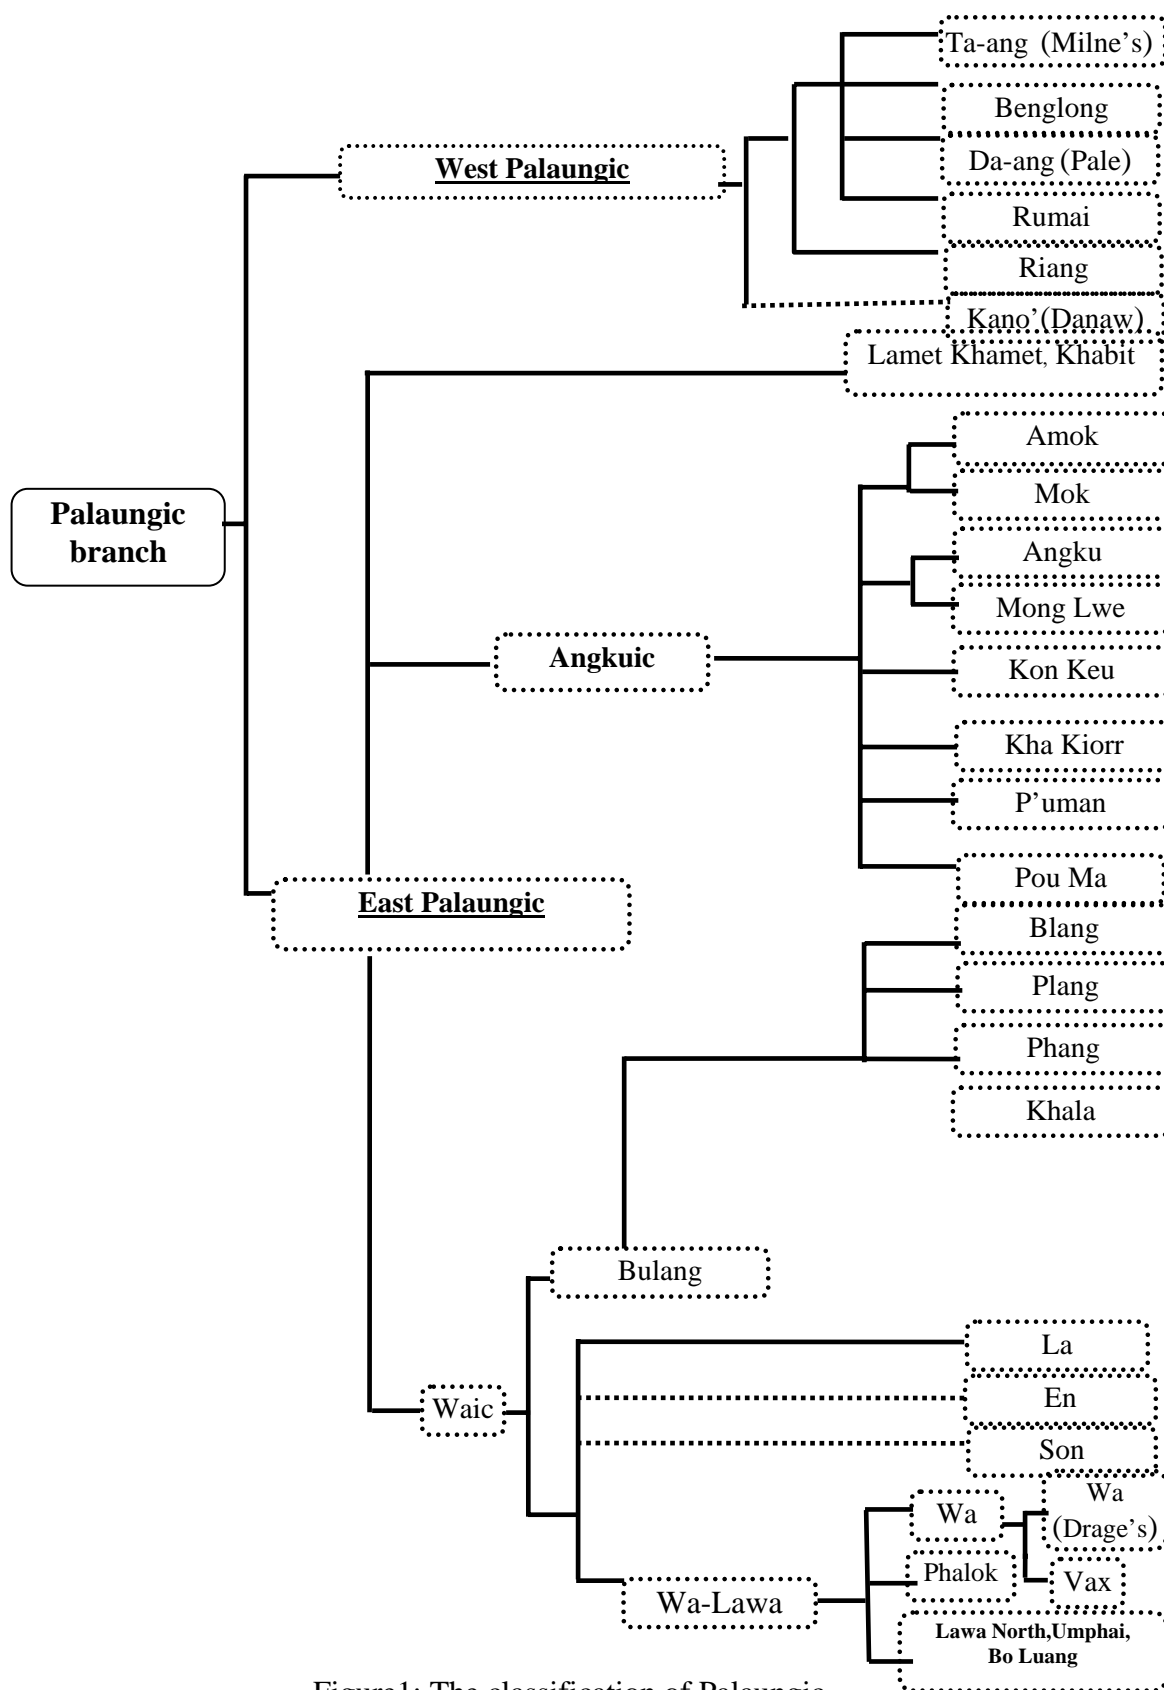 Ta-ang (Milne's)
Benglong
Da-ang (Pale)
West Palaungic
Rumai
Riang
Kano'(Danaw)
Lamet Khamet, Khabit
Amok
Mok
Palaungic
branch
Angku
Mong Lwe
Angkuic
Kon Keu
Kha Kiorr
P'uman
Pou Ma
East Palaungic
Blang
Plang
Phang
Khala
Bulang
La
En
Waic
Son
Wa
Wa
(Drage's)
Phalok
Vax
Wa-Lawa
Lawa North,Umphai,
Bo Luang
Figure1: The classification of Palaungic